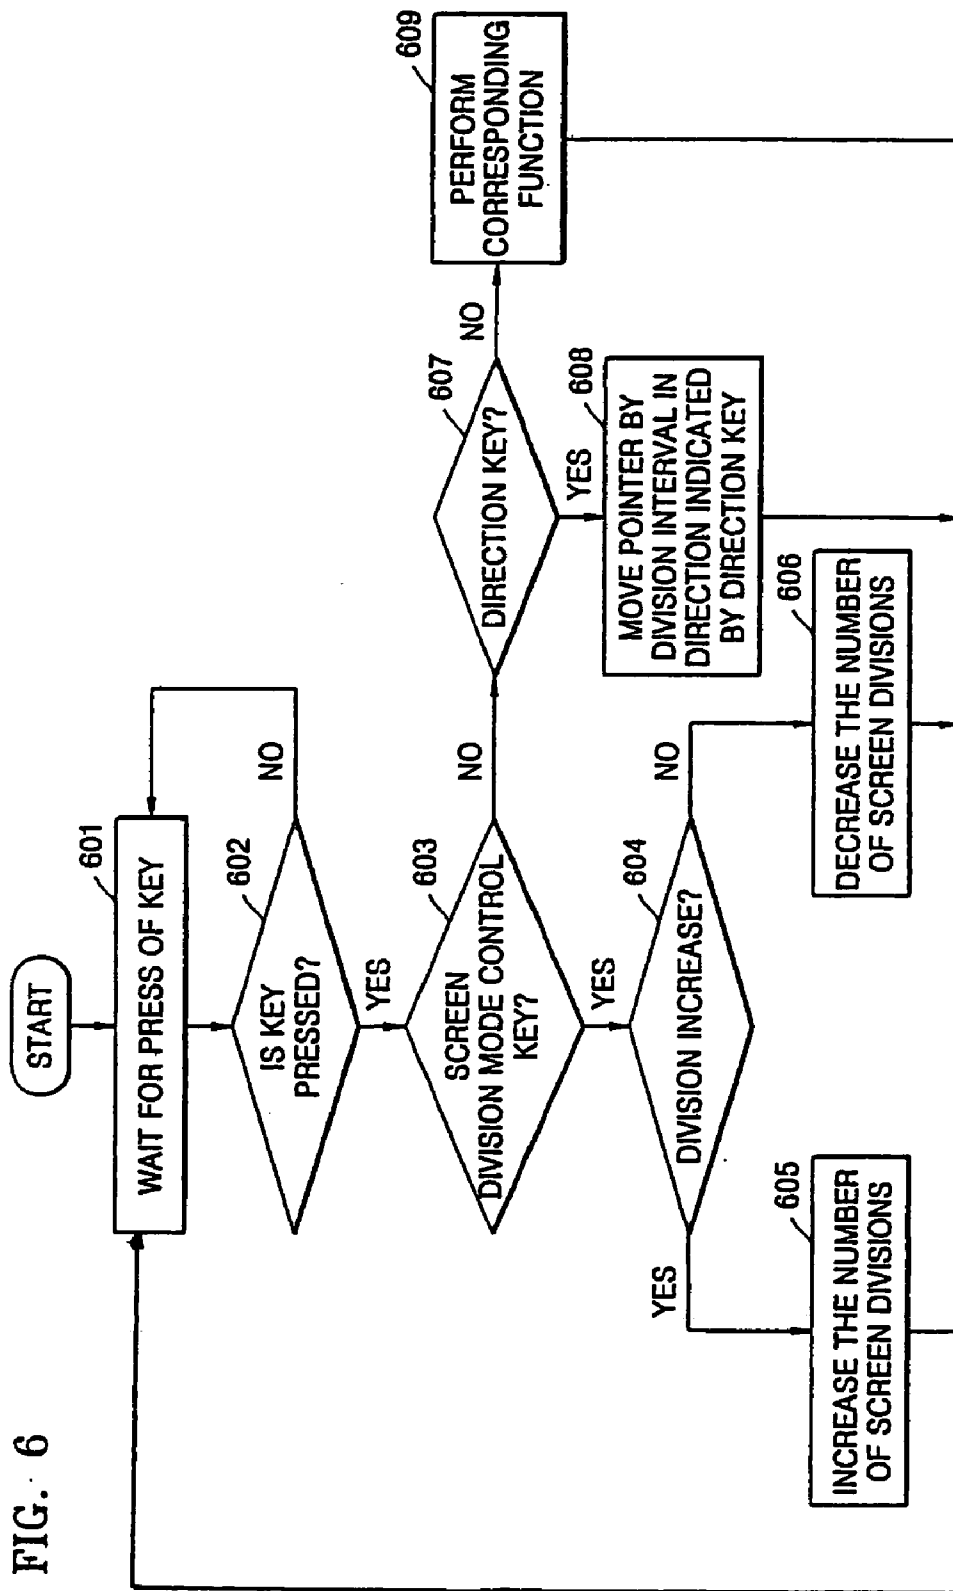 FIG. 6
START
601
WAIT FOR PRESS OF KEY
602
IS KEY
PRESSED?
NO
YES
603
SCREEN
DIVISION MODE CONTROL
KEY?
NO
YES
607
DIRECTION KEY?
NO
YES
609
PERFORM
CORRESPONDING
FUNCTION
608
MOVE POINTER BY
DIVISION INTERVAL IN
DIRECTION INDICATED
BY DIRECTION KEY
604
DIVISION INCREASE?
YES
NO
605
INCREASE THE NUMBER
OF SCREEN DIVISIONS
606
DECREASE THE NUMBER
OF SCREEN DIVISIONS